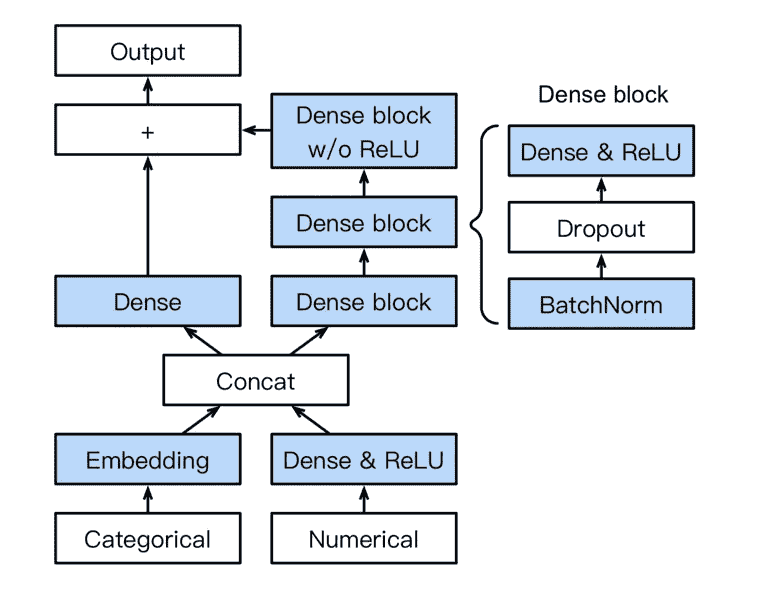 Output
+
Dense block
w/o ReLU
Dense block
Dense
Dense block
Concat
Embedding
Dense & ReLU
Categorical
Numerical
Dense block
Dense & ReLU
Dropout
BatchNorm